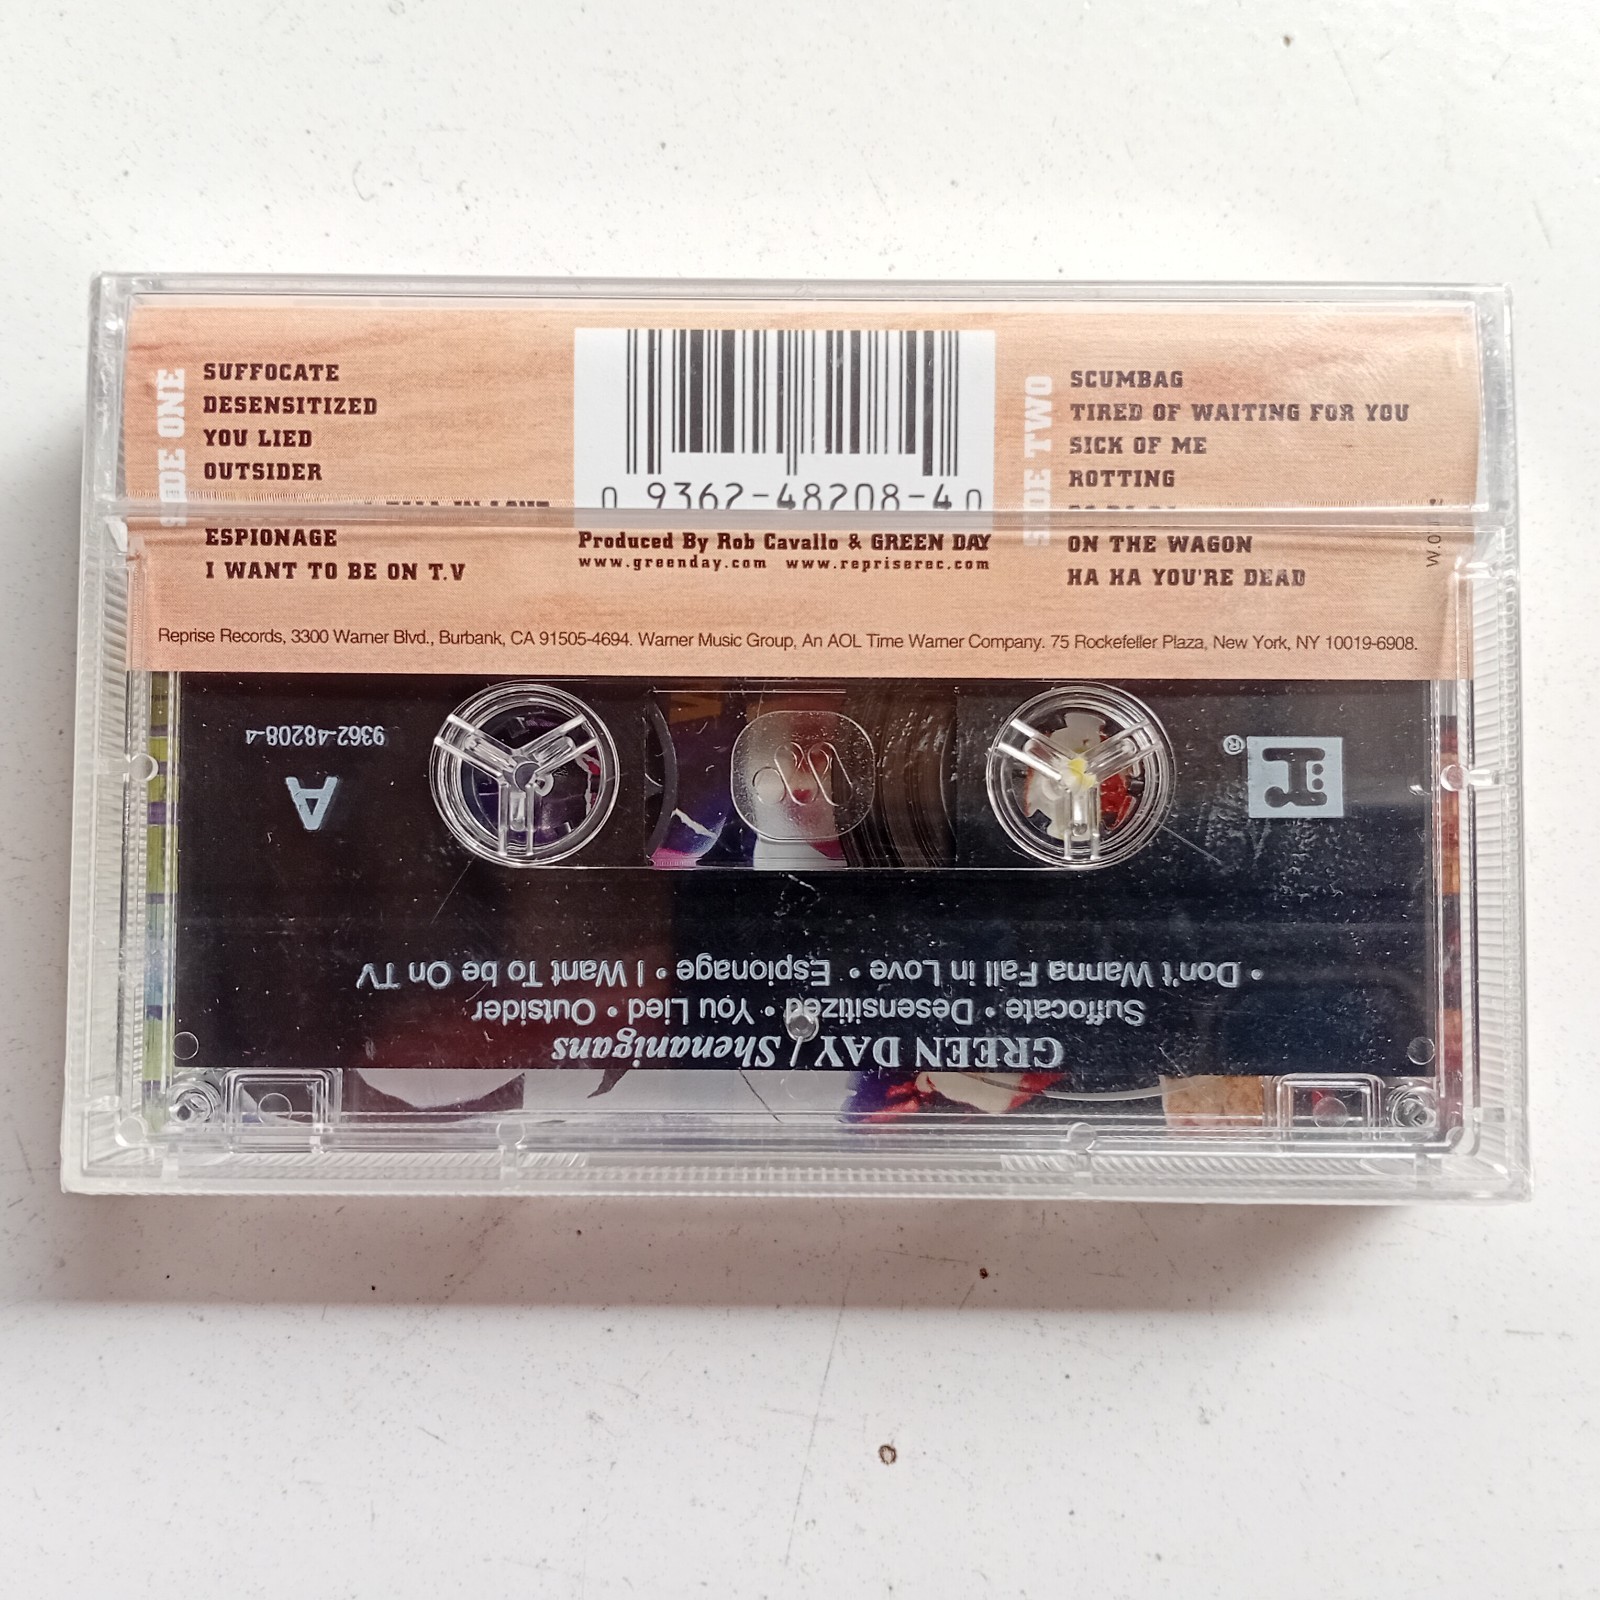 SIDE ONE
SUFFOCATE
DESENSITIZED
YOU LIED
OUTSIDER
ESPIONAGE
I WANT TO BE ON T.V
0 9362-48208-4 0
Produced By Rob Cavallo & GREEN DAY
www.greenday.com www.repriserec.com
SIDE TWO
SCUMBAG
TIRED OF WAITING FOR YOU
SICK OF ME
ROTTING
ON THE WAGON
HA HA YOU'RE DEAD
Reprise Records, 3300 Warner Blvd., Burbank, CA 91505-4694. Warner Music Group, An AOL Time Warner Company. 75 Rockefeller Plaza, New York, NY 10019-6908.
GREEN DAY / Shenanigans
Suffocate • Desensitized • You Lied • Outsider
• Don't Wanna Fall in Love • Espionage • I Want To be On TV
A
9362-48208-4